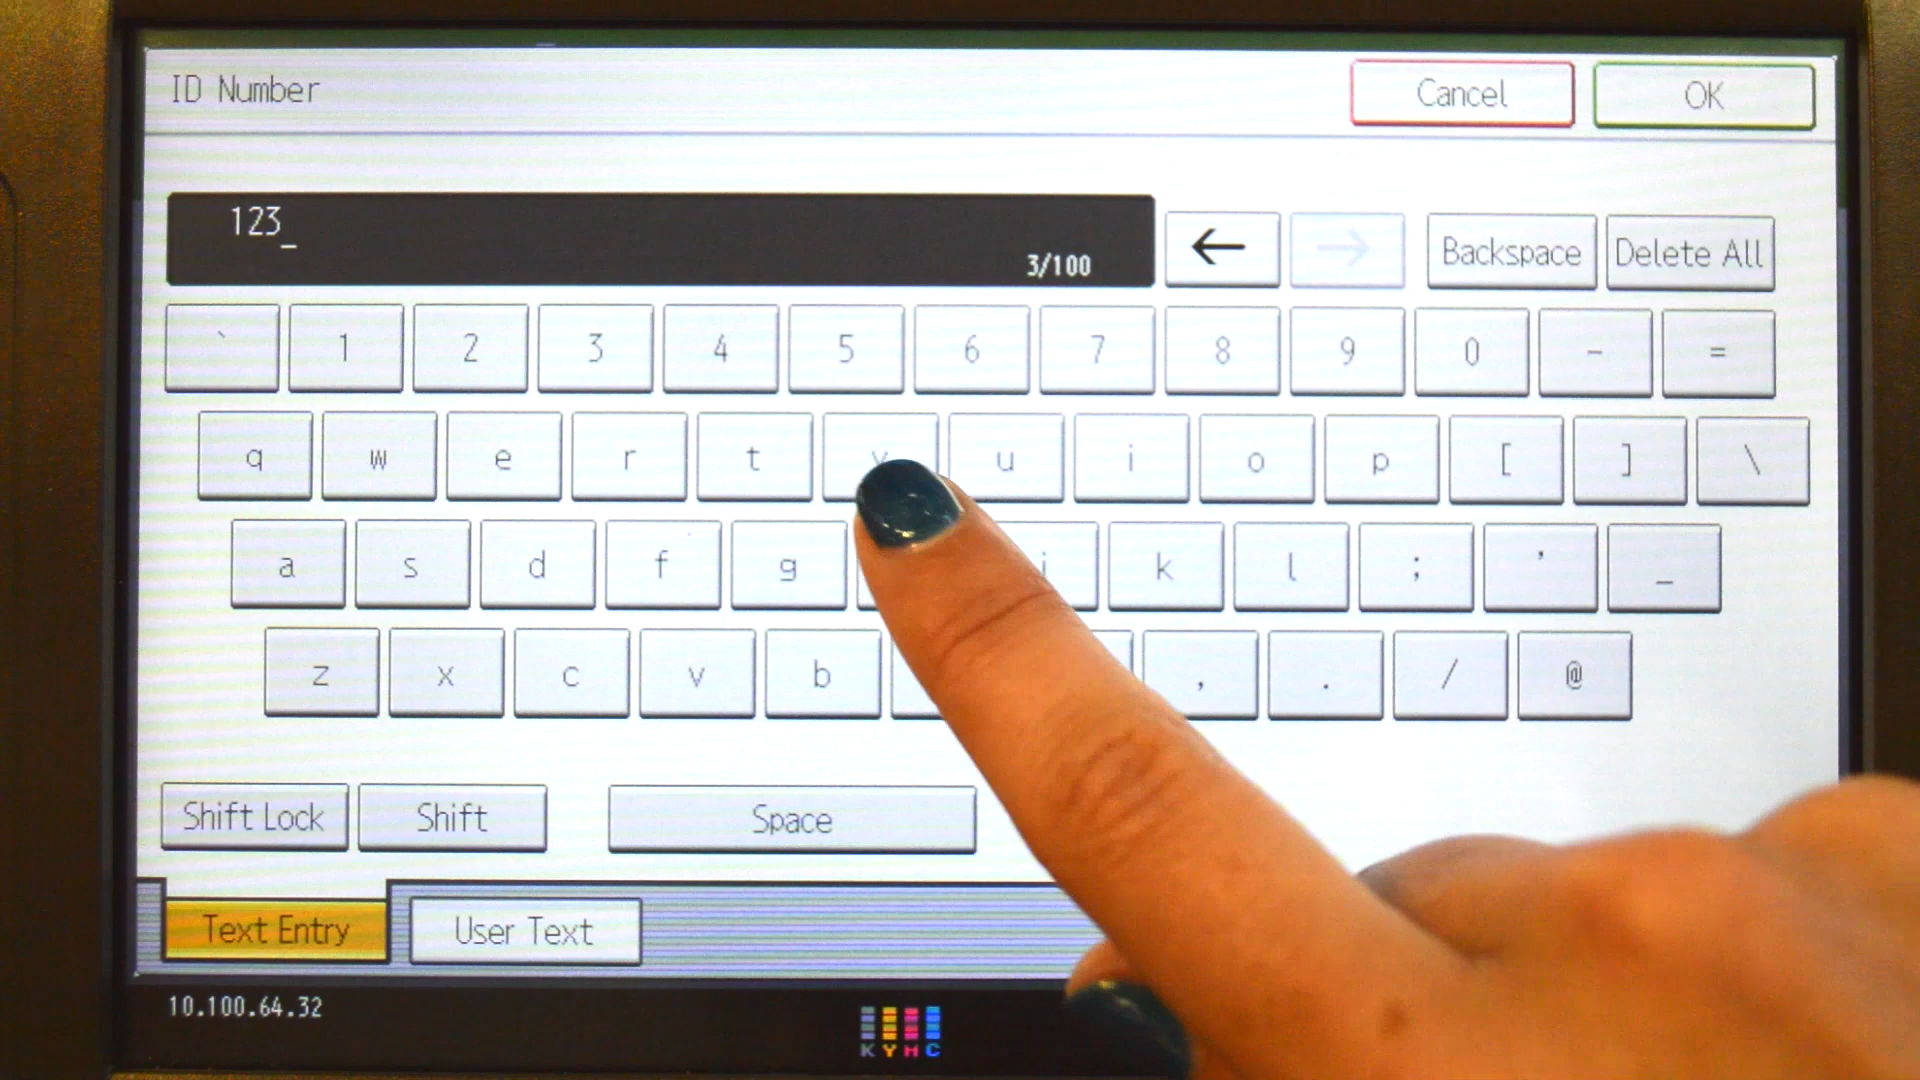 ID Number Cancel OK
123_
3/100
← → Backspace Delete All
` 1 2 3 4 5 6 7 8 9 0 - =
q w e r t y u i o p [ ] \
a s d f g j k l ; ' _
z x c v b , . / @
Shift Lock Shift Space
Text Entry User Text
10.100.64.32
K Y M C